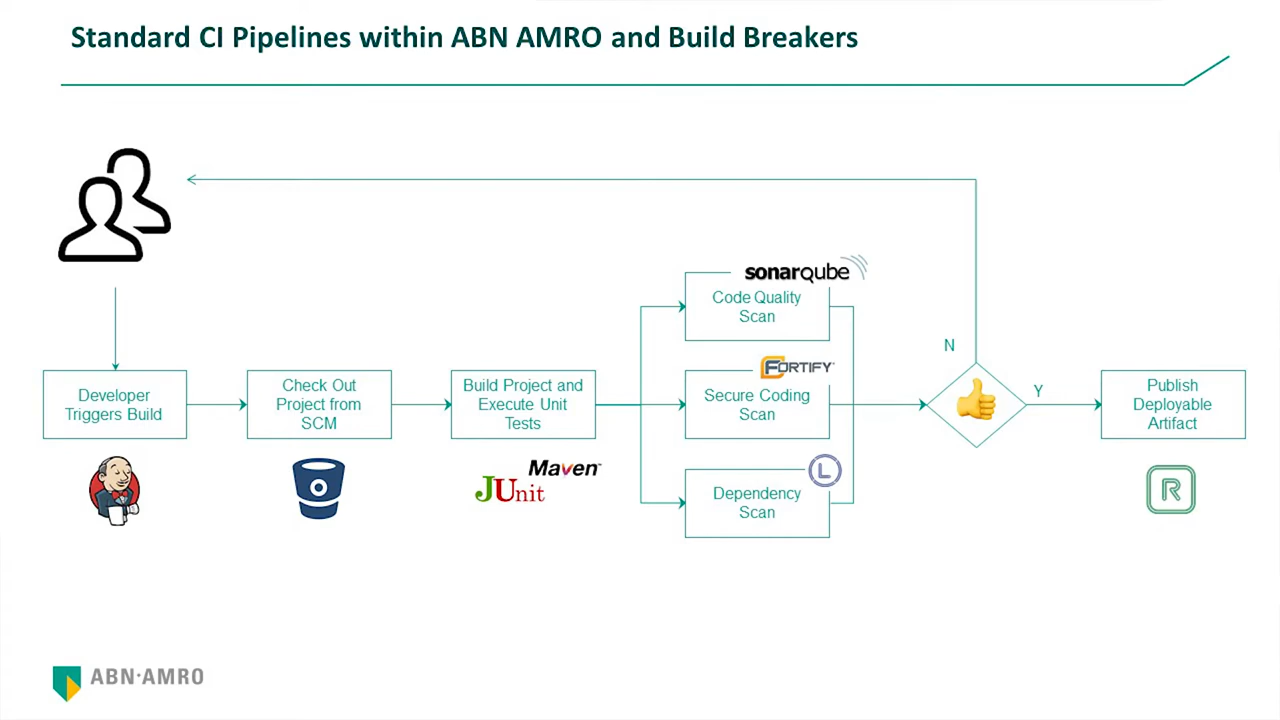 Standard CI Pipelines within ABN AMRO and Build Breakers
sonarqube
Code Quality
Scan
N
FORTIFY
Developer
Triggers Build
Check Out
Project from
SCM
Build Project and
Execute Unit
Tests
Secure Coding
Scan
Y
Publish
Deployable
Artifact
Maven™
JUnit
L
Dependency
Scan
R
ABN·AMRO